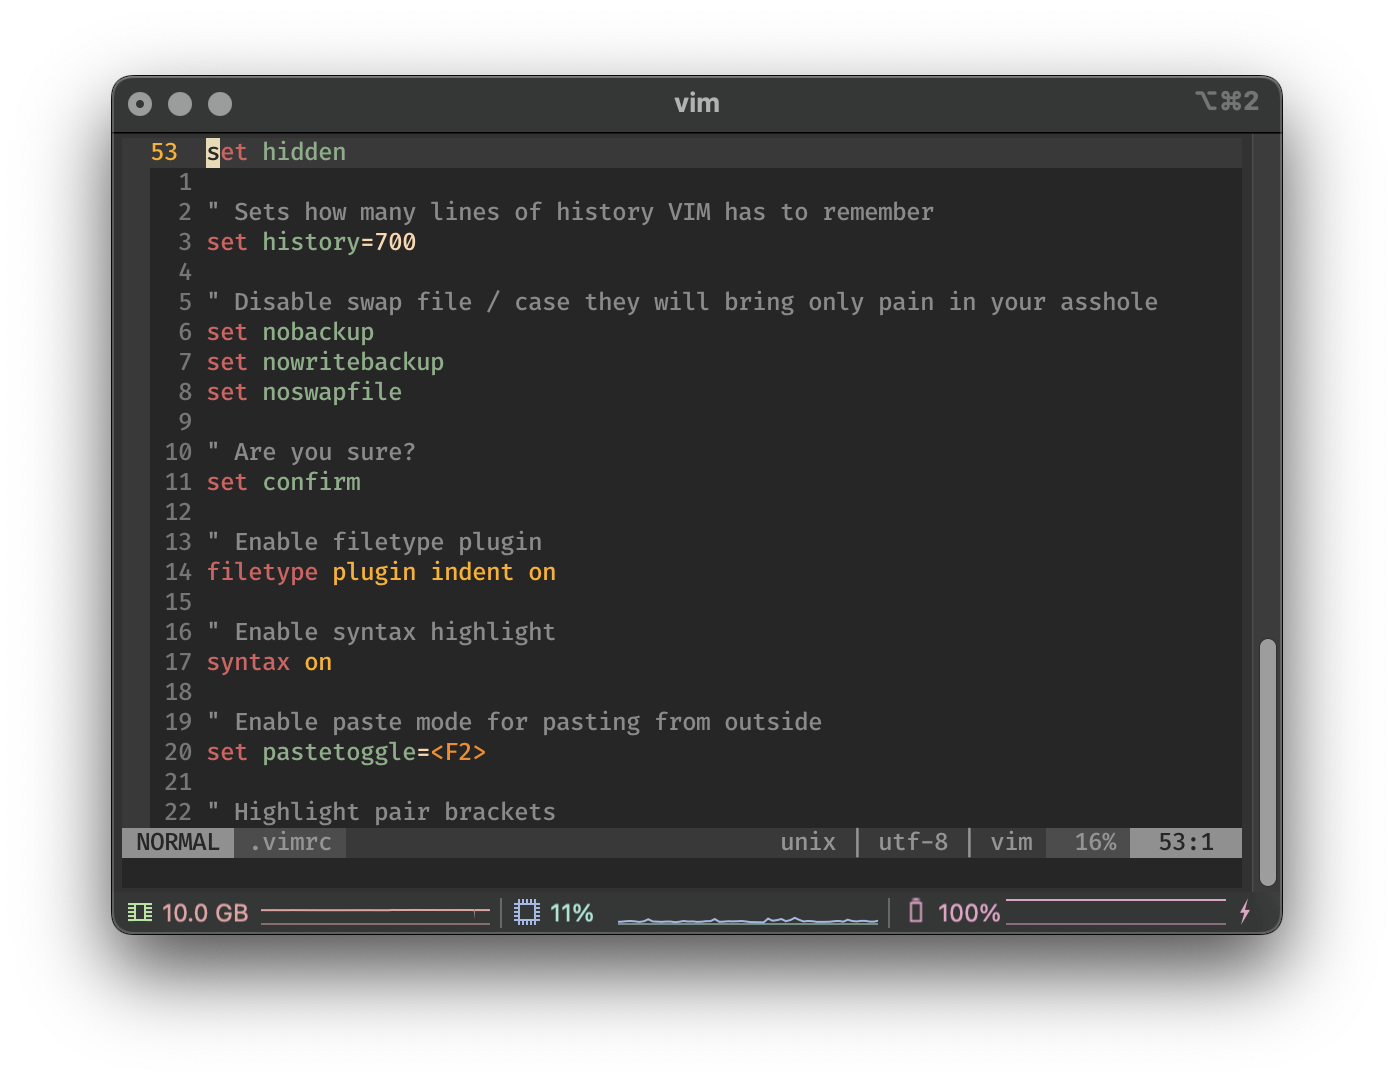 vim
⌥⌘2
53 set hidden
1
2 " Sets how many lines of history VIM has to remember
3 set history=700
4
5 " Disable swap file / case they will bring only pain in your asshole
6 set nobackup
7 set nowritebackup
8 set noswapfile
9
10 " Are you sure?
11 set confirm
12
13 " Enable filetype plugin
14 filetype plugin indent on
15
16 " Enable syntax highlight
17 syntax on
18
19 " Enable paste mode for pasting from outside
20 set pastetoggle=<F2>
21
22 " Highlight pair brackets
NORMAL .vimrc unix | utf-8 | vim 16% 53:1
10.0 GB 11% 100%